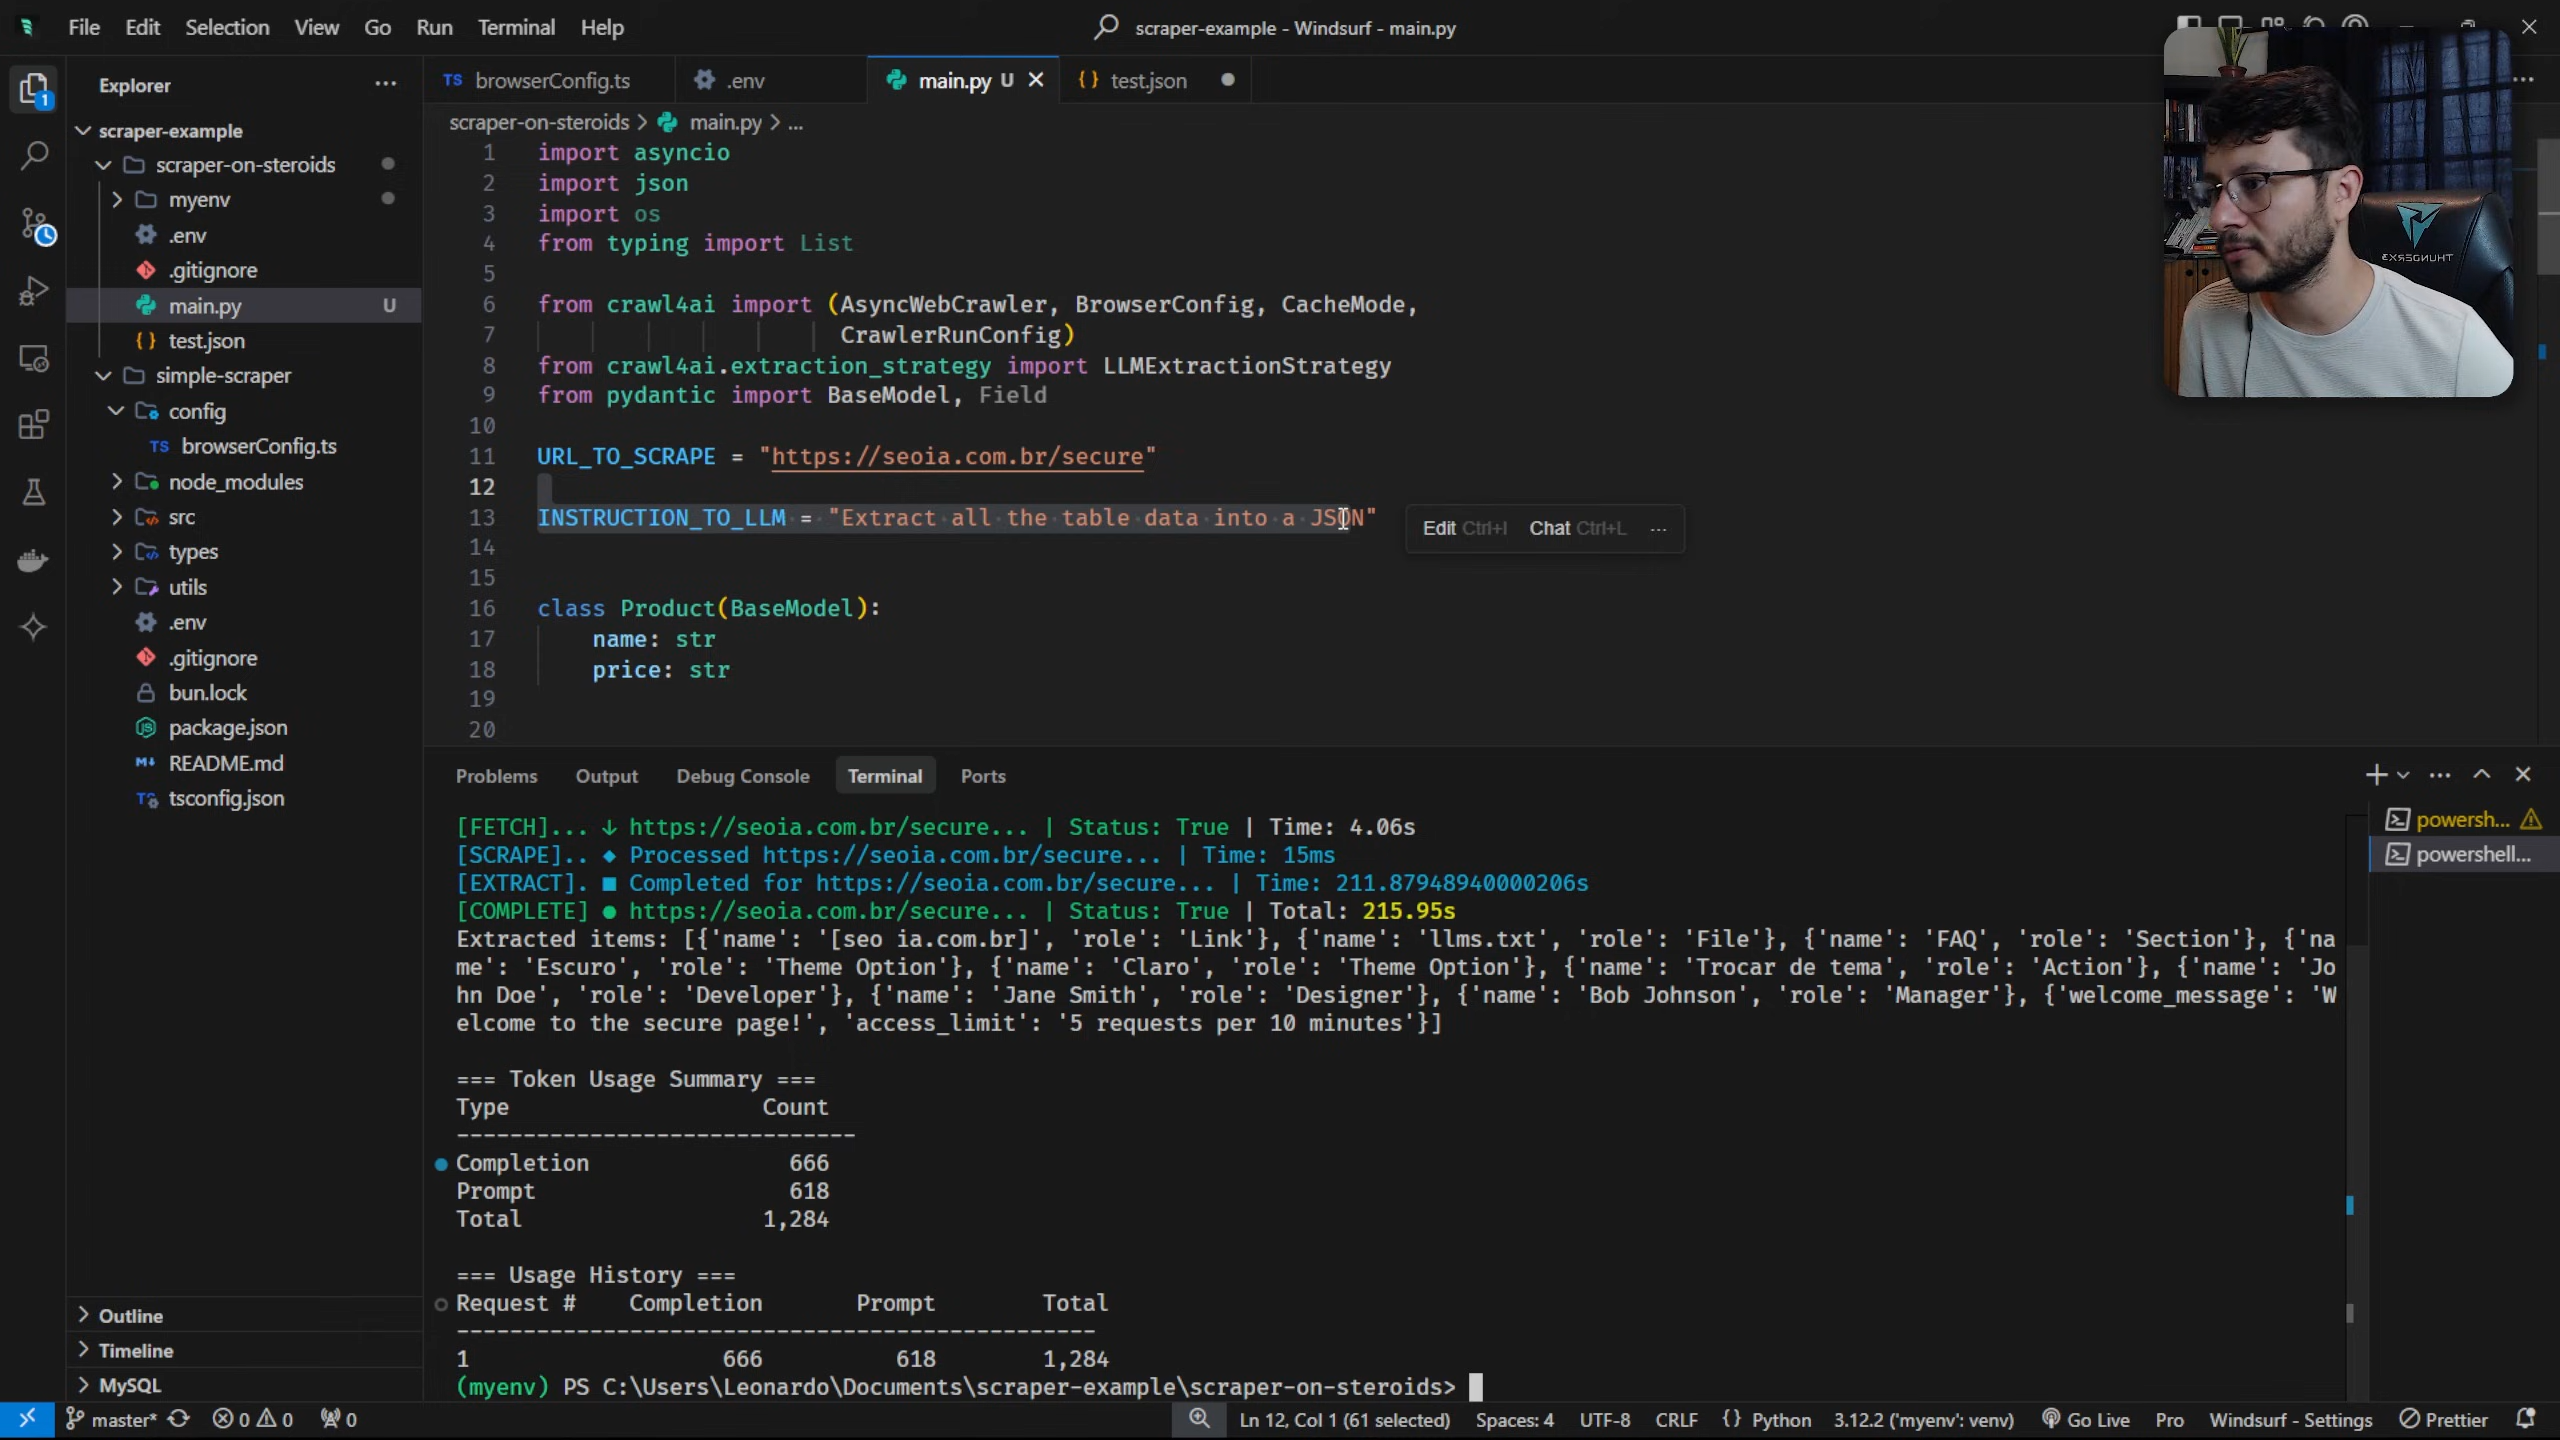 File Edit Selection View Go Run Terminal Help
scraper-example - Windsurf - main.py
Explorer
scraper-example
scraper-on-steroids
myenv
.env
.gitignore
main.py U
test.json
simple-scraper
config
TS browserConfig.ts
node_modules
src
types
utils
.env
.gitignore
bun.lock
package.json
README.md
tsconfig.json
Outline
Timeline
MySQL
TS browserConfig.ts
.env
main.py U
test.json
scraper-on-steroids > main.py > ...
1 import asyncio
2 import json
3 import os
4 from typing import List
5
6 from crawl4ai import (AsyncWebCrawler, BrowserConfig, CacheMode,
7 CrawlerRunConfig)
8 from crawl4ai.extraction_strategy import LLMExtractionStrategy
9 from pydantic import BaseModel, Field
10
11 URL_TO_SCRAPE = "https://seoia.com.br/secure"
12
13 INSTRUCTION_TO_LLM = "Extract all the table data into a JSON"
Edit Ctrl+I Chat Ctrl+L ...
14
15
16 class Product(BaseModel):
17 name: str
18 price: str
19
20
THUNDERX3
Problems Output Debug Console Terminal Ports
[FETCH]... ↓ https://seoia.com.br/secure... | Status: True | Time: 4.06s
[SCRAPE].. ◆ Processed https://seoia.com.br/secure... | Time: 15ms
[EXTRACT]. ■ Completed for https://seoia.com.br/secure... | Time: 211.87948940000206s
[COMPLETE] ● https://seoia.com.br/secure... | Status: True | Total: 215.95s
Extracted items: [{'name': '[seo ia.com.br]', 'role': 'Link'}, {'name': 'llms.txt', 'role': 'File'}, {'name': 'FAQ', 'role': 'Section'}, {'na
me': 'Escuro', 'role': 'Theme Option'}, {'name': 'Claro', 'role': 'Theme Option'}, {'name': 'Trocar de tema', 'role': 'Action'}, {'name': 'Jo
hn Doe', 'role': 'Developer'}, {'name': 'Jane Smith', 'role': 'Designer'}, {'name': 'Bob Johnson', 'role': 'Manager'}, {'welcome_message': 'W
elcome to the secure page!', 'access_limit': '5 requests per 10 minutes'}]
=== Token Usage Summary ===
Type Count
------------------------------
Completion 666
Prompt 618
Total 1,284
=== Usage History ===
Request # Completion Prompt Total
------------------------------------------------
1 666 618 1,284
(myenv) PS C:\Users\Leonardo\Documents\scraper-example\scraper-on-steroids>
powersh...
powershell...
master* 0 0 0
Ln 12, Col 1 (61 selected) Spaces: 4 UTF-8 CRLF {} Python 3.12.2 ('myenv': venv) Go Live Pro Windsurf - Settings Prettier